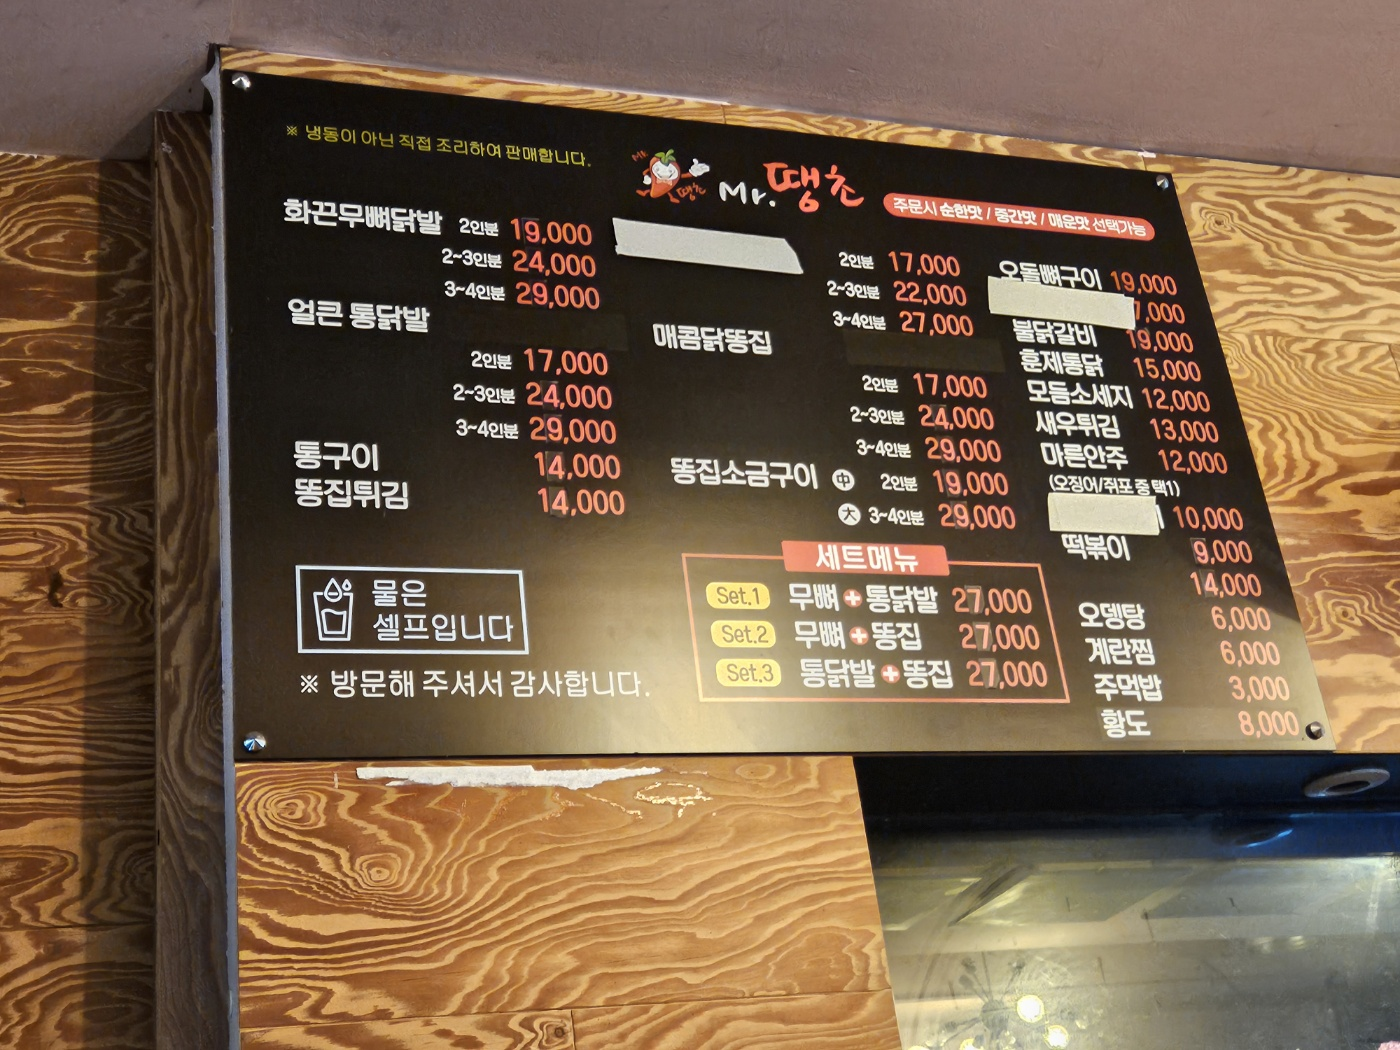 ※ 냉동이 아닌 직접 조리하여 판매합니다.
Mr. 땡초
주문시 순한맛 / 중간맛 / 매운맛 선택가능
화끈무뼈닭발 2인분 19,000
2~3인분 24,000
3~4인분 29,000
얼큰 통닭발
2인분 17,000
2~3인분 24,000
3~4인분 29,000
통구이 14,000
똥집튀김 14,000
물은
셀프입니다
※ 방문해 주셔서 감사합니다.
2인분 17,000
2~3인분 22,000
3~4인분 27,000
매콤닭똥집
2인분 17,000
2~3인분 24,000
3~4인분 29,000
똥집소금구이 中 2인분 19,000
大 3~4인분 29,000
세트메뉴
Set.1 무뼈+통닭발 27,000
Set.2 무뼈+똥집 27,000
Set.3 통닭발+똥집 27,000
오돌뼈구이 19,000
7,000
불닭갈비 19,000
훈제통닭 15,000
모듬소세지 12,000
새우튀김 13,000
마른안주 12,000
(오징어/쥐포 중 택1)
10,000
떡볶이 9,000
14,000
오뎅탕 6,000
계란찜 6,000
주먹밥 3,000
황도 8,000